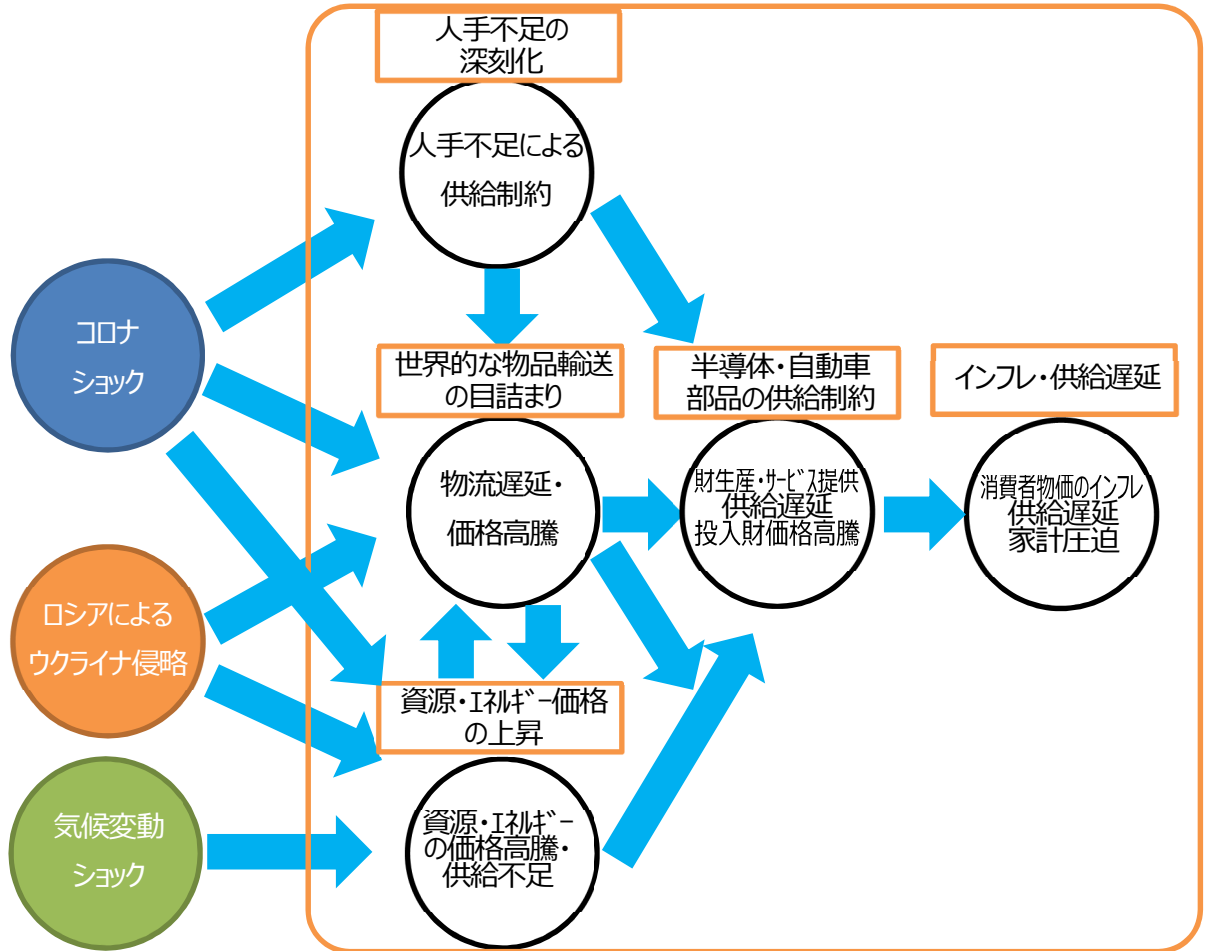 人手不足の
深刻化
人手不足による
供給制約
コロナ
ショック
世界的な物品輸送
の目詰まり
半導体・自動車
部品の供給制約
インフレ・供給遅延
物流遅延・
価格高騰
財生産・ｻｰﾋﾞｽ提供
供給遅延
投入財価格高騰
消費者物価のインフレ
供給遅延
家計圧迫
ロシアによる
ウクライナ侵略
資源・ｴﾈﾙｷﾞｰ価格
の上昇
気候変動
ショック
資源・ｴﾈﾙｷﾞｰ
の価格高騰・
供給不足